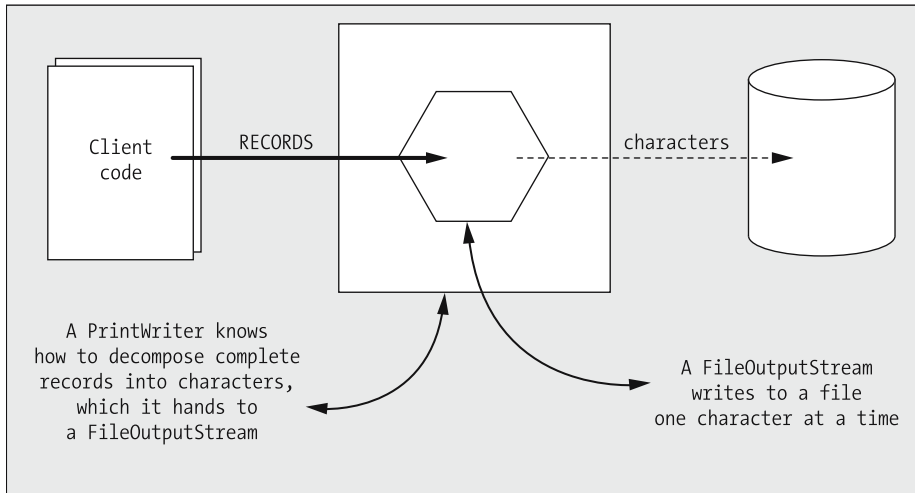 Client
code
RECORDS
characters
A PrintWriter knows
how to decompose complete
records into characters,
which it hands to
a FileOutputStream
A FileOutputStream
writes to a file
one character at a time